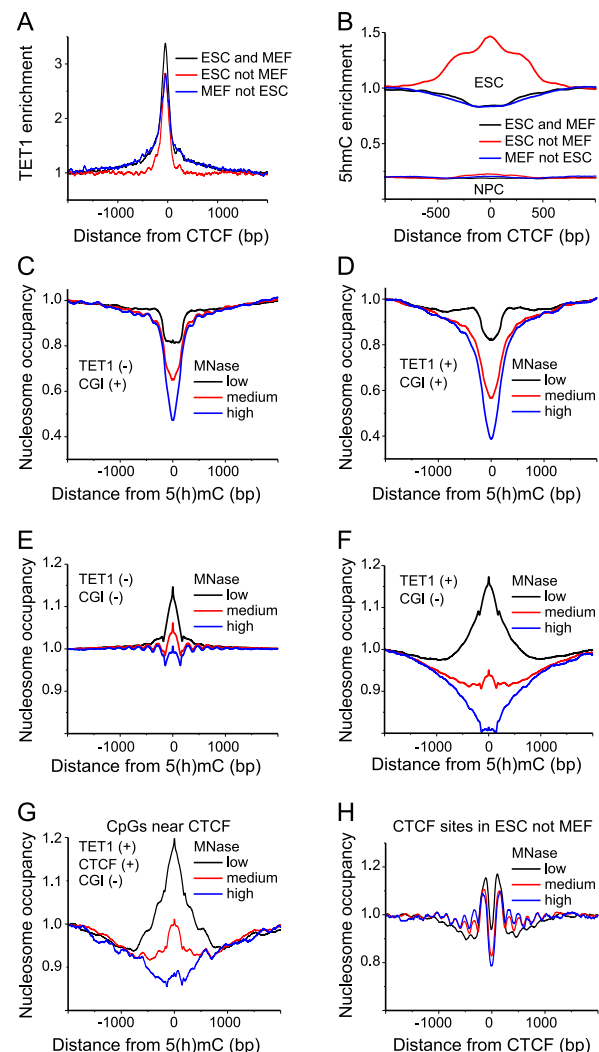 A
TET1 enrichment
3
2
1
ESC and MEF
ESC not MEF
MEF not ESC
-1000 0 1000
Distance from CTCF (bp)
B
5hmC enrichment
1.5
1.0
0.5
0.0
ESC
ESC and MEF
ESC not MEF
MEF not ESC
NPC
-500 0 500
Distance from CTCF (bp)
C
Nucleosome occupancy
1.0
0.8
0.6
0.4
TET1 (-)
CGI (+)
MNase
low
medium
high
-1000 0 1000
Distance from 5(h)mC (bp)
D
Nucleosome occupancy
1.0
0.8
0.6
0.4
TET1 (+)
CGI (+)
MNase
low
medium
high
-1000 0 1000
Distance from 5(h)mC (bp)
E
Nucleosome occupancy
1.2
1.1
1.0
0.9
TET1 (-)
CGI (-)
MNase
low
medium
high
-1000 0 1000
Distance from 5(h)mC (bp)
F
Nucleosome occupancy
1.2
1.1
1.0
0.9
TET1 (+)
CGI (-)
MNase
low
medium
high
-1000 0 1000
Distance from 5(h)mC (bp)
G
CpGs near CTCF
Nucleosome occupancy
1.2
1.1
1.0
0.9
TET1 (+)
CTCF (+)
CGI (-)
MNase
low
medium
high
-1000 0 1000
Distance from 5(h)mC (bp)
H
CTCF sites in ESC not MEF
Nucleosome occupancy
1.2
1.0
0.8
MNase
low
medium
high
-1000 0 1000
Distance from CTCF (bp)